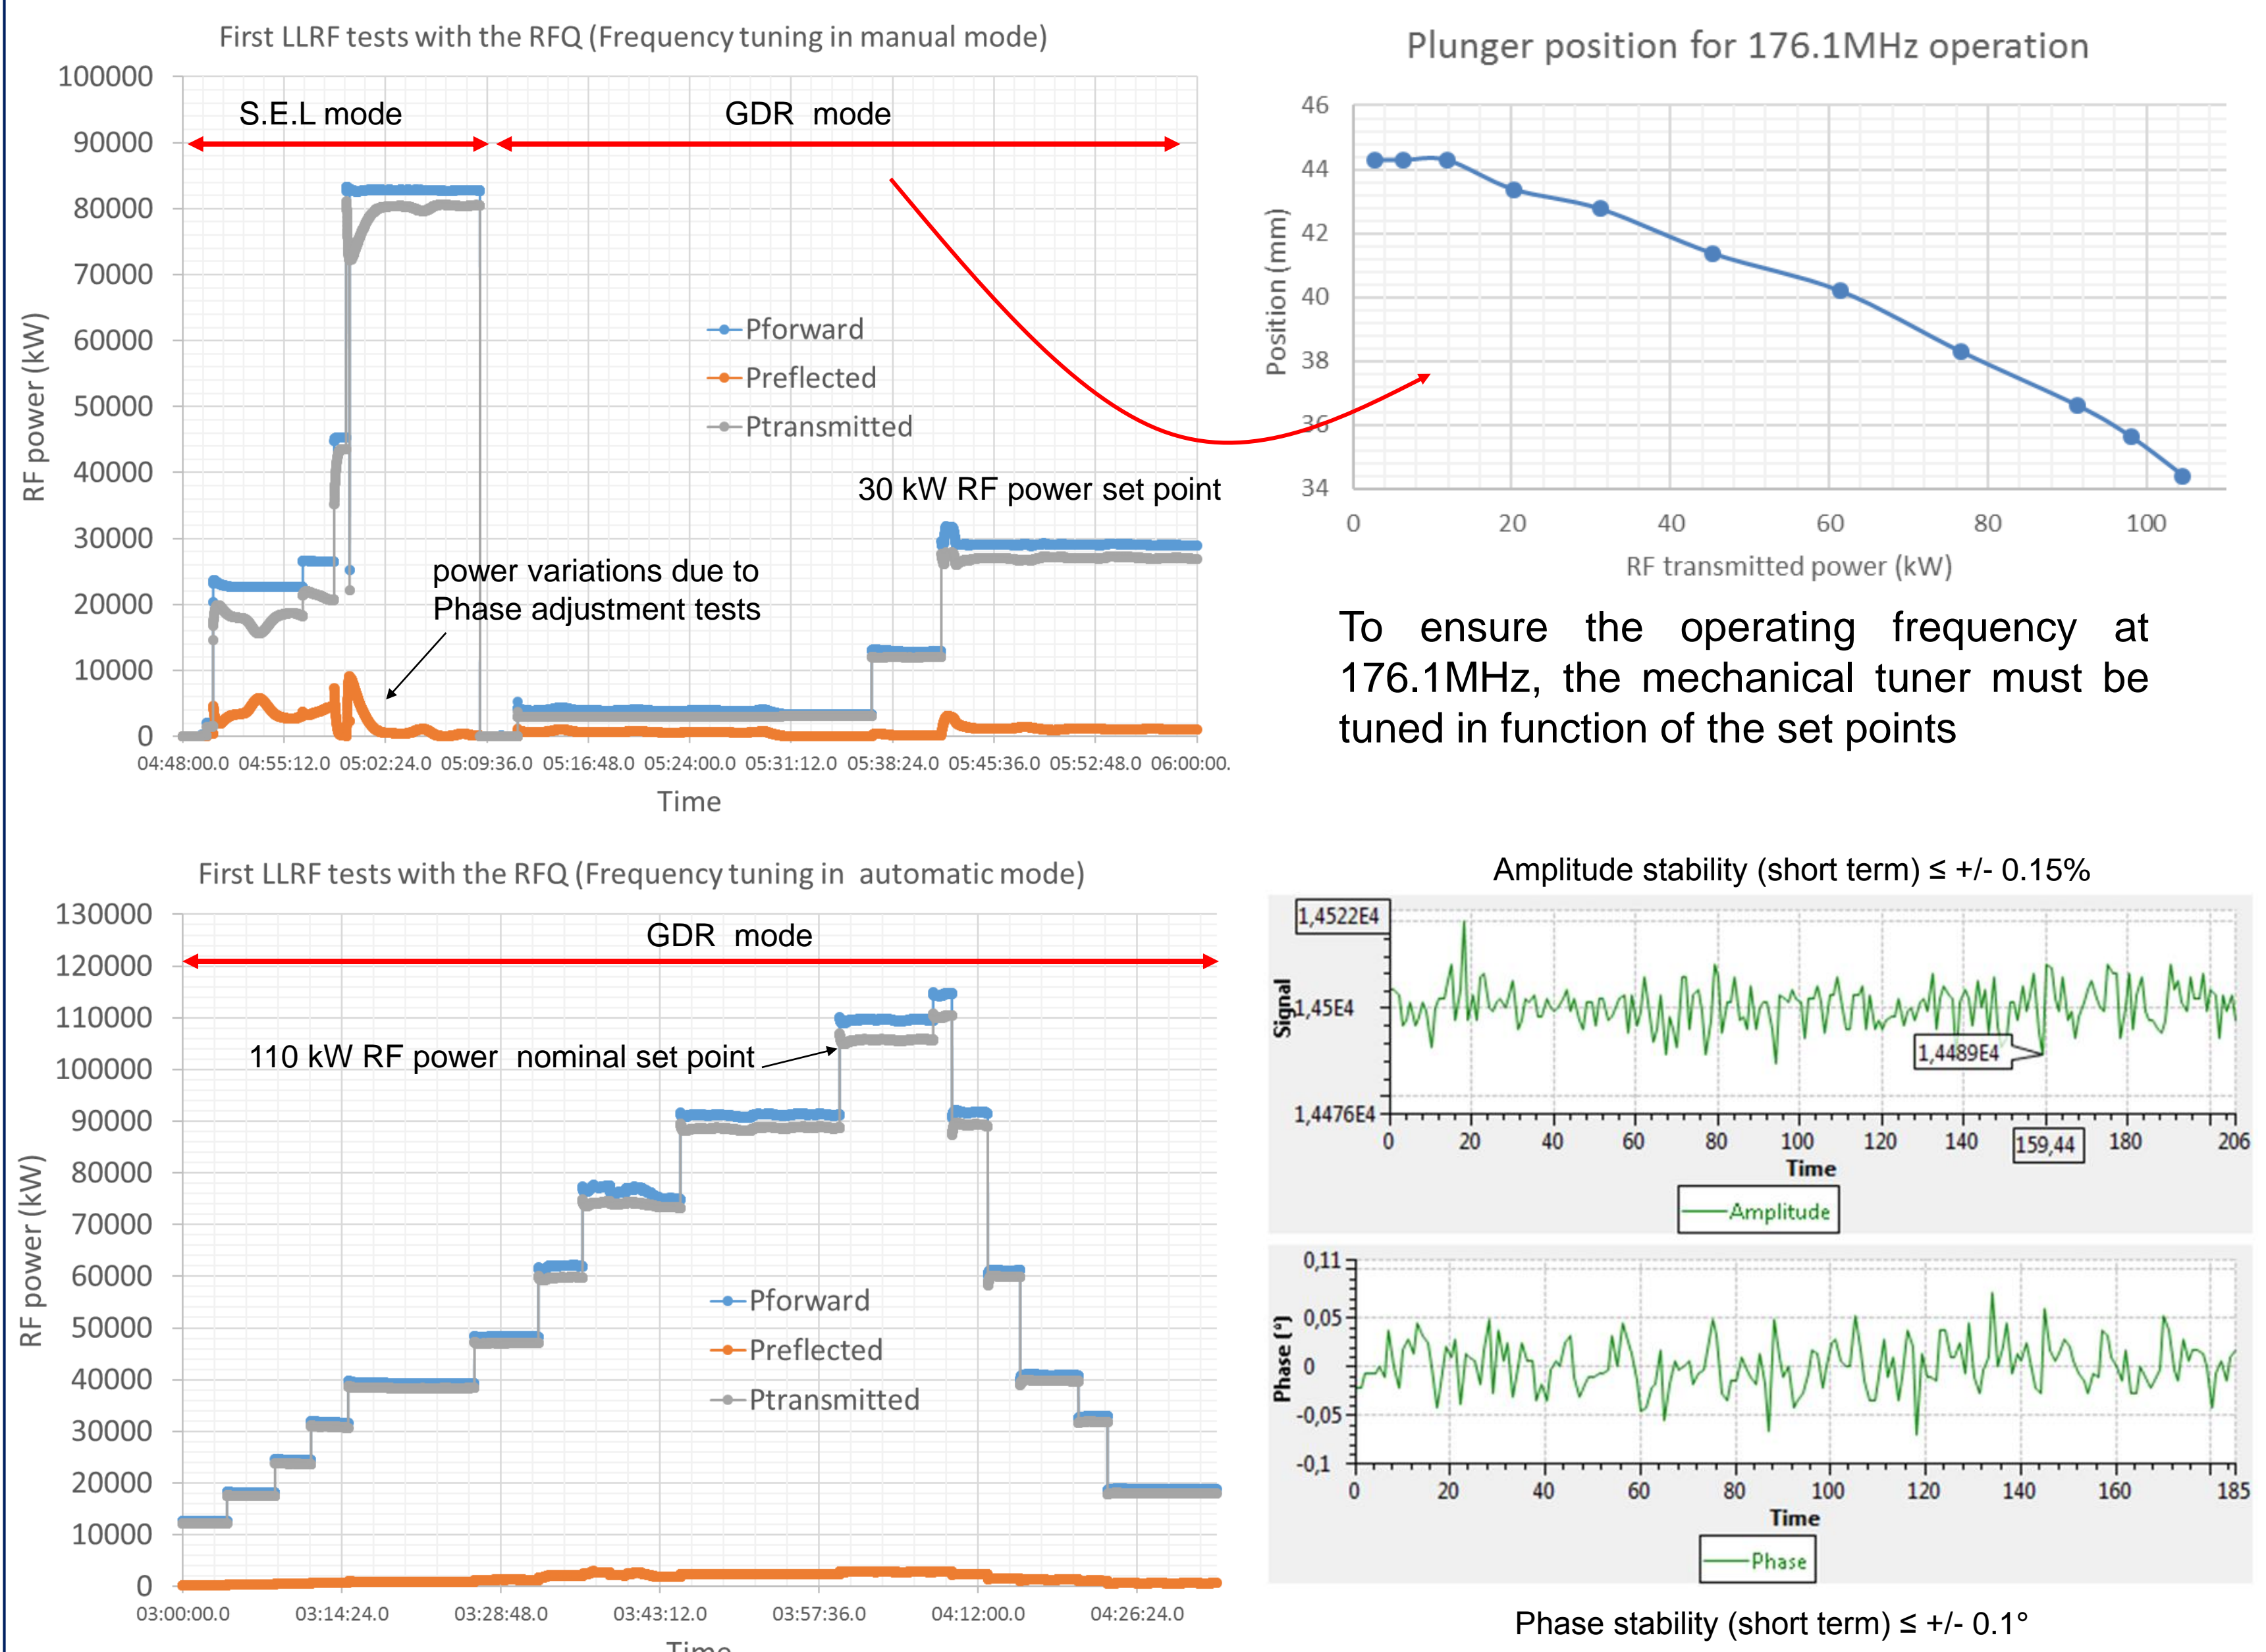 First LLRF tests with the RFQ (Frequency tuning in manual mode)
100000
90000
80000
70000
60000
50000
40000
30000
20000
10000
0
RF power (kW)
S.E.L mode
GDR mode
Pforward
Preflected
Ptransmitted
30 kW RF power set point
power variations due to
Phase adjustment tests
04:48:00.0 04:55:12.0 05:02:24.0 05:09:36.0 05:16:48.0 05:24:00.0 05:31:12.0 05:38:24.0 05:45:36.0 05:52:48.0 06:00:00.
Time
Plunger position for 176.1MHz operation
46
44
42
40
38
36
34
Position (mm)
0 20 40 60 80 100
RF transmitted power (kW)
To ensure the operating frequency at
176.1MHz, the mechanical tuner must be
tuned in function of the set points
First LLRF tests with the RFQ (Frequency tuning in automatic mode)
130000
120000
110000
100000
90000
80000
70000
60000
50000
40000
30000
20000
10000
0
RF power (kW)
GDR mode
110 kW RF power nominal set point
Pforward
Preflected
Ptransmitted
03:00:00.0 03:14:24.0 03:28:48.0 03:43:12.0 03:57:36.0 04:12:00.0 04:26:24.0
Time
Amplitude stability (short term) ≤ +/- 0.15%
1,4522E4
1,45E4
1,4476E4
Signal
1,4489E4
0 20 40 60 80 100 120 140 159,44 180 206
Time
Amplitude
0,11
0,05
0
-0,05
-0,1
Phase (°)
0 20 40 60 80 100 120 140 160 185
Time
Phase
Phase stability (short term) ≤ +/- 0.1°